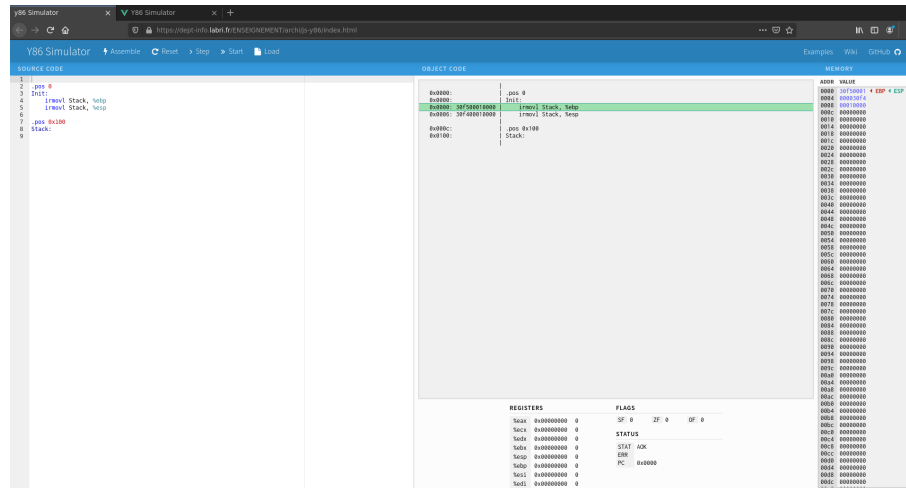 y86 Simulator
Y86 Simulator
https://dept-info.labri.fr/ENSEIGNEMENT/archi/js-y86/index.html
Y86 Simulator Assemble Reset Step Start Load Examples Wiki GitHub
SOURCE CODE
1
2 .pos 0
3 Init:
4 irmovl Stack, %ebp
5 irmovl Stack, %esp
6
7 .pos 0x100
8 Stack:
9
OBJECT CODE
|
0x0000: | .pos 0
0x0000: | Init:
0x0000: 30f500010000 | irmovl Stack, %ebp
0x0006: 30f400010000 | irmovl Stack, %esp
|
0x000c: | .pos 0x100
0x0100: | Stack:
|
REGISTERS
%eax 0x00000000 0
%ecx 0x00000000 0
%edx 0x00000000 0
%ebx 0x00000000 0
%esp 0x00000000 0
%ebp 0x00000000 0
%esi 0x00000000 0
%edi 0x00000000 0
FLAGS
SF 0 ZF 0 OF 0
STATUS
STAT AOK
ERR
PC 0x0000
MEMORY
ADDR VALUE
0000 30f50001 EBP ESP
0004 000030f4
0008 00010000
000c 00000000
0010 00000000
0014 00000000
0018 00000000
001c 00000000
0020 00000000
0024 00000000
0028 00000000
002c 00000000
0030 00000000
0034 00000000
0038 00000000
003c 00000000
0040 00000000
0044 00000000
0048 00000000
004c 00000000
0050 00000000
0054 00000000
0058 00000000
005c 00000000
0060 00000000
0064 00000000
0068 00000000
006c 00000000
0070 00000000
0074 00000000
0078 00000000
007c 00000000
0080 00000000
0084 00000000
0088 00000000
008c 00000000
0090 00000000
0094 00000000
0098 00000000
009c 00000000
00a0 00000000
00a4 00000000
00a8 00000000
00ac 00000000
00b0 00000000
00b4 00000000
00b8 00000000
00bc 00000000
00c0 00000000
00c4 00000000
00c8 00000000
00cc 00000000
00d0 00000000
00d4 00000000
00d8 00000000
00dc 00000000